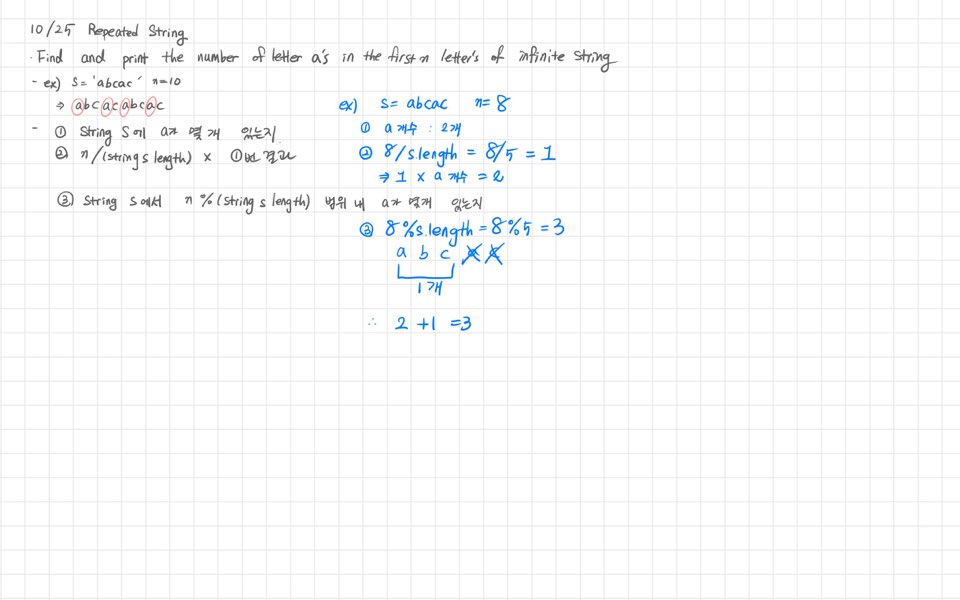 10/25 Repeated String
· Find and print the number of letter a's in the first n letter's of infinite string
- ex) S= 'abcac' n=10
⇒ abcacabcac
- ① String S에 a가 몇 개 있는지
② n/(string s length) x ①번 결과
③ String S에서 n%(string s length) 범위 내 a가 몇개 있는지
ex) S= abcac n= 8
① a 개수 : 2개
② 8/s.length = 8/5 = 1
⇒ 1 x a 개수 = 2
③ 8%s.length = 8%5 = 3
a b c a c
1개
∴ 2 +1 =3